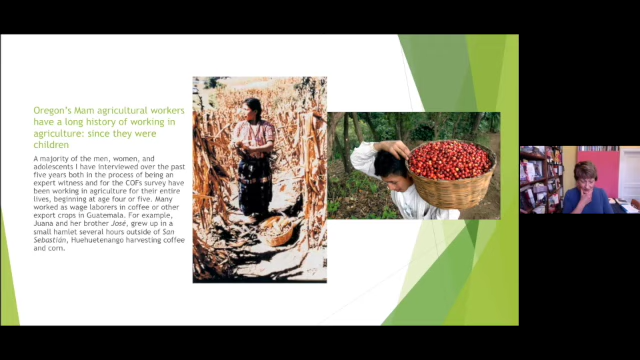 Oregon's Mam agricultural workers
have a long history of working in
agriculture: since they were
children
A majority of the men, women, and
adolescents I have interviewed over the past
five years both in the process of being an
expert witness and for the COFs survey have
been working in agriculture for their entire
lives, beginning at age four or five. Many
worked as wage laborers in coffee or other
export crops in Guatemala. For example,
Juana and her brother José, grew up in a
small hamlet several hours outside of San
Sebastián, Huehuetenango harvesting coffee
and corn.